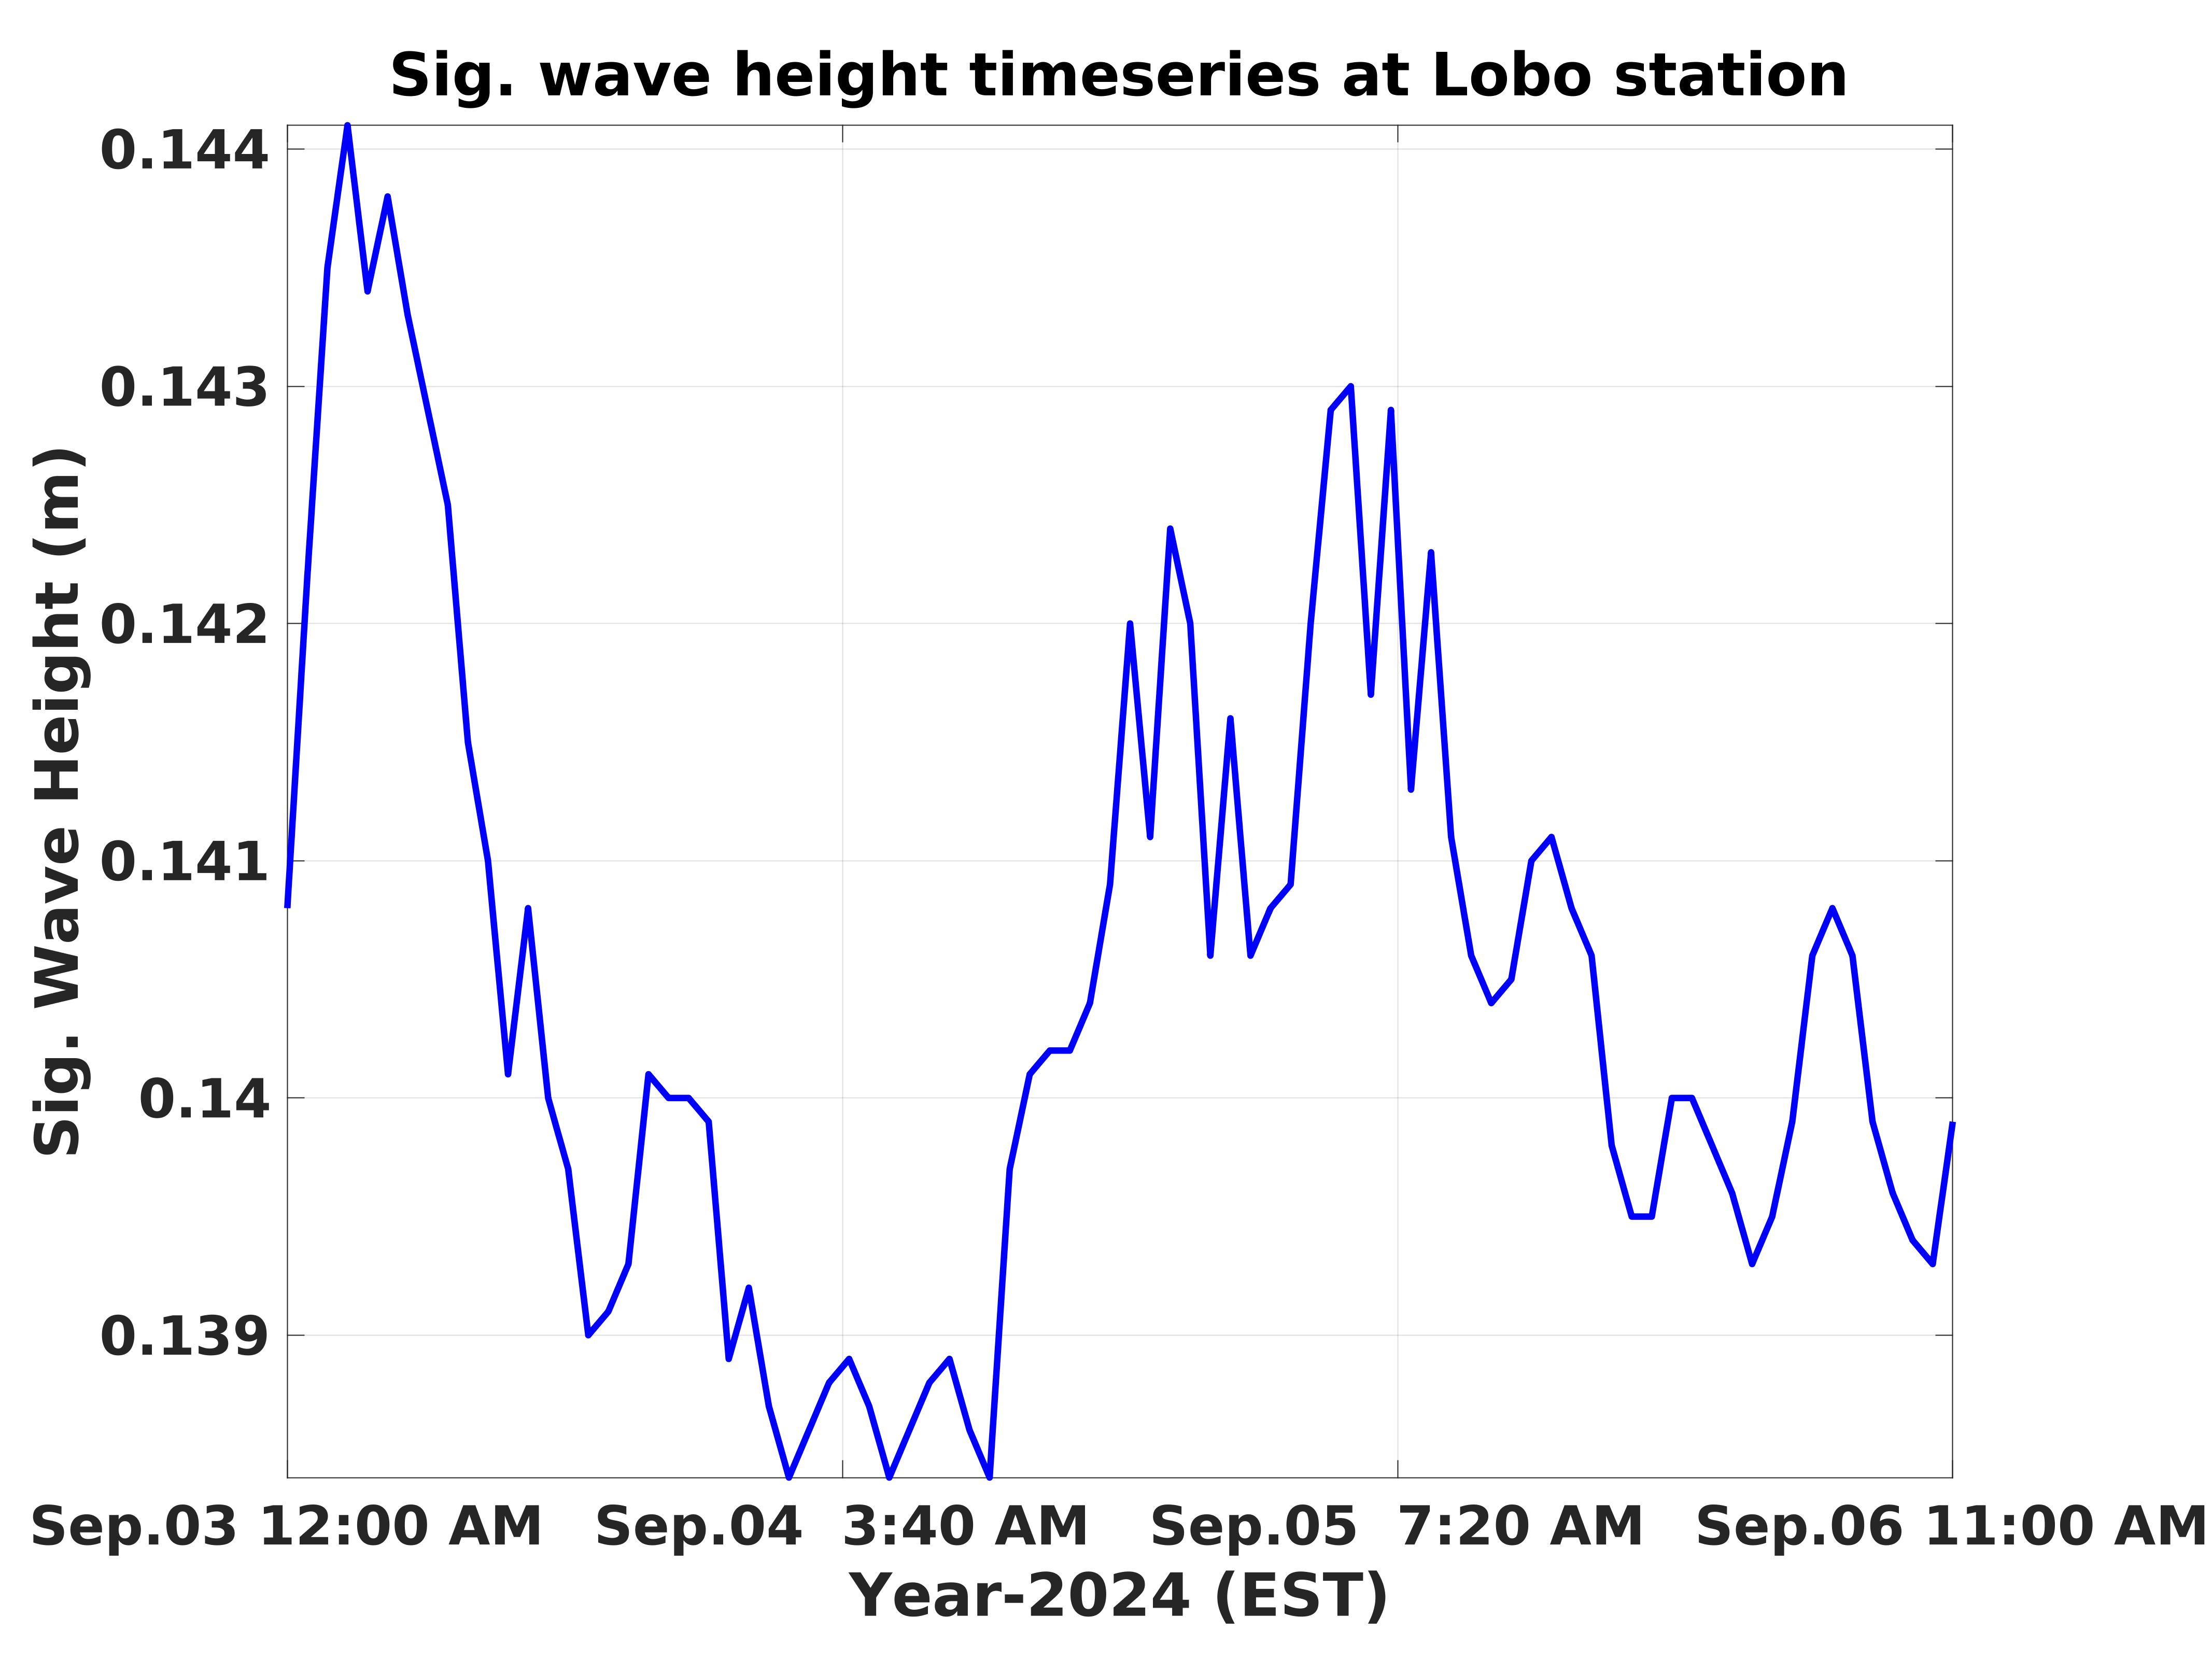 Sig. wave height timeseries at Lobo station
0.144
0.143
0.142
0.141
0.14
0.139
Sig. Wave Height (m)
Sep.03 12:00 AM Sep.04 3:40 AM Sep.05 7:20 AM Sep.06 11:00 AM
Year-2024 (EST)